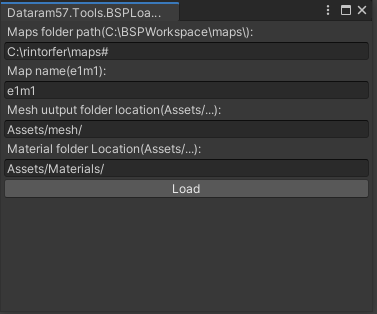 Dataram57.Tools.BSPLoa...
Maps folder path(C:\BSPWorkspace\maps\):
C:\rintorfer\maps#
Map name(e1m1):
e1m1
Mesh uutput folder location(Assets/...):
Assets/mesh/
Material folder Location(Assets/...):
Assets/Materials/
Load